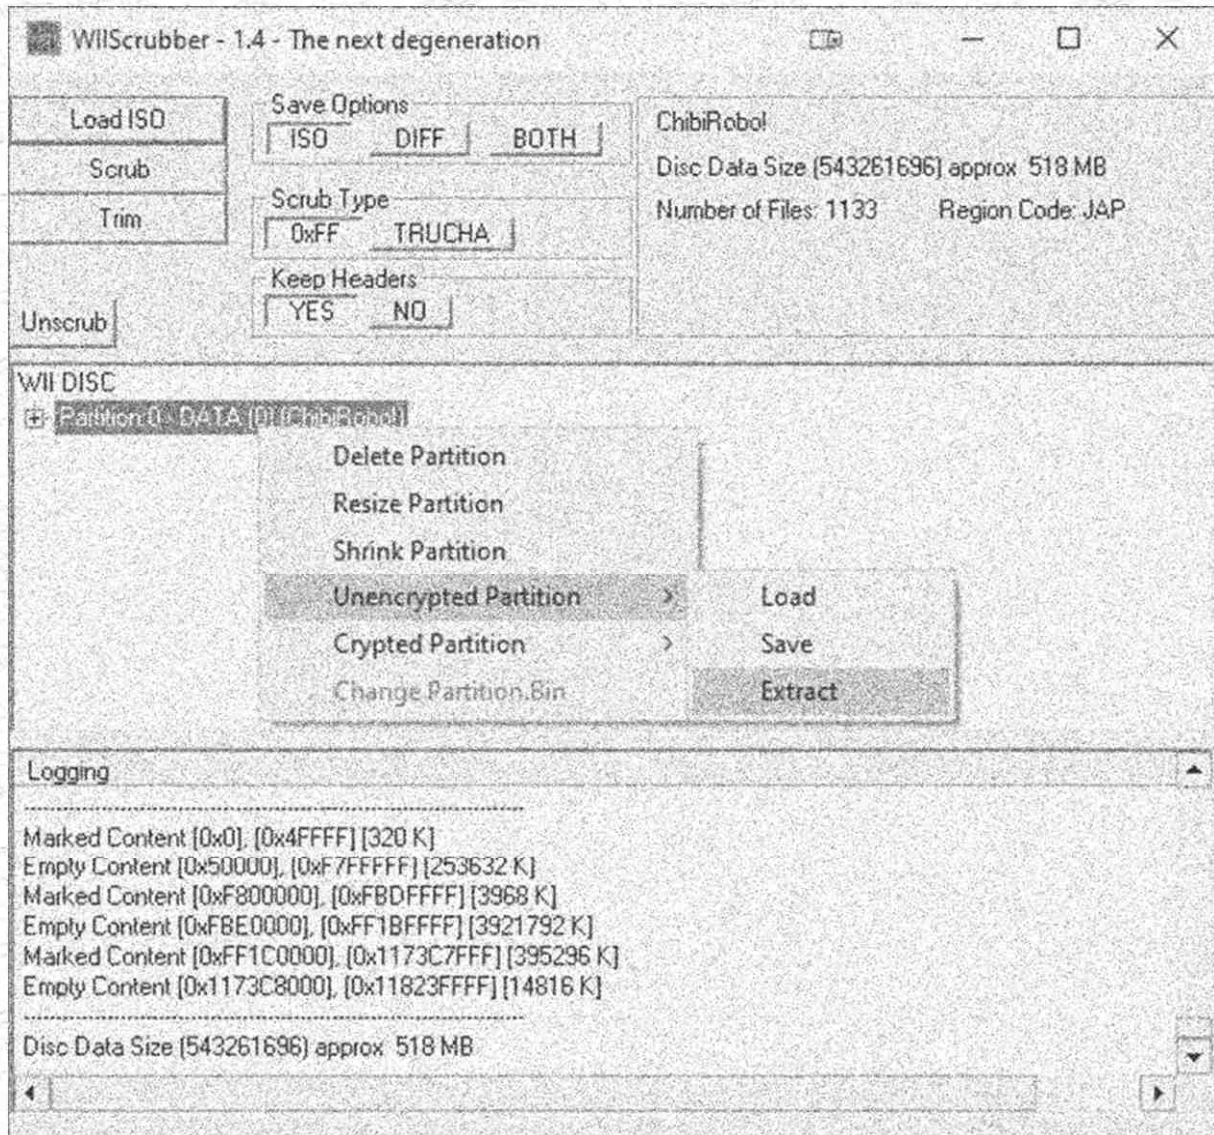 WIIScrubber - 1.4 - The next degeneration
Load ISO
Scrub
Trim
Unscrub
Save Options
ISO DIFF BOTH
Scrub Type
0xFF TRUCHA
Keep Headers
YES NO
ChibiRobo!
Disc Data Size (543261696) approx 518 MB
Number of Files: 1133 Region Code: JAP
WII DISC
Partition:0 - DATA (0) (ChibiRobo!)
Delete Partition
Resize Partition
Shrink Partition
Unencrypted Partition
Crypted Partition
Change Partition.Bin
Load
Save
Extract
Logging
Marked Content [0x0], [0x4FFFF] [320 K]
Empty Content [0x50000], [0xF7FFFFF] [253632 K]
Marked Content [0xF800000], [0xFBDFFFF] [3968 K]
Empty Content [0xFBE0000], [0xFF1BFFFF] [3921792 K]
Marked Content [0xFF1C0000], [0x1173C7FFF] [395296 K]
Empty Content [0x1173C8000], [0x11823FFFF] [14816 K]
Disc Data Size (543261696) approx 518 MB